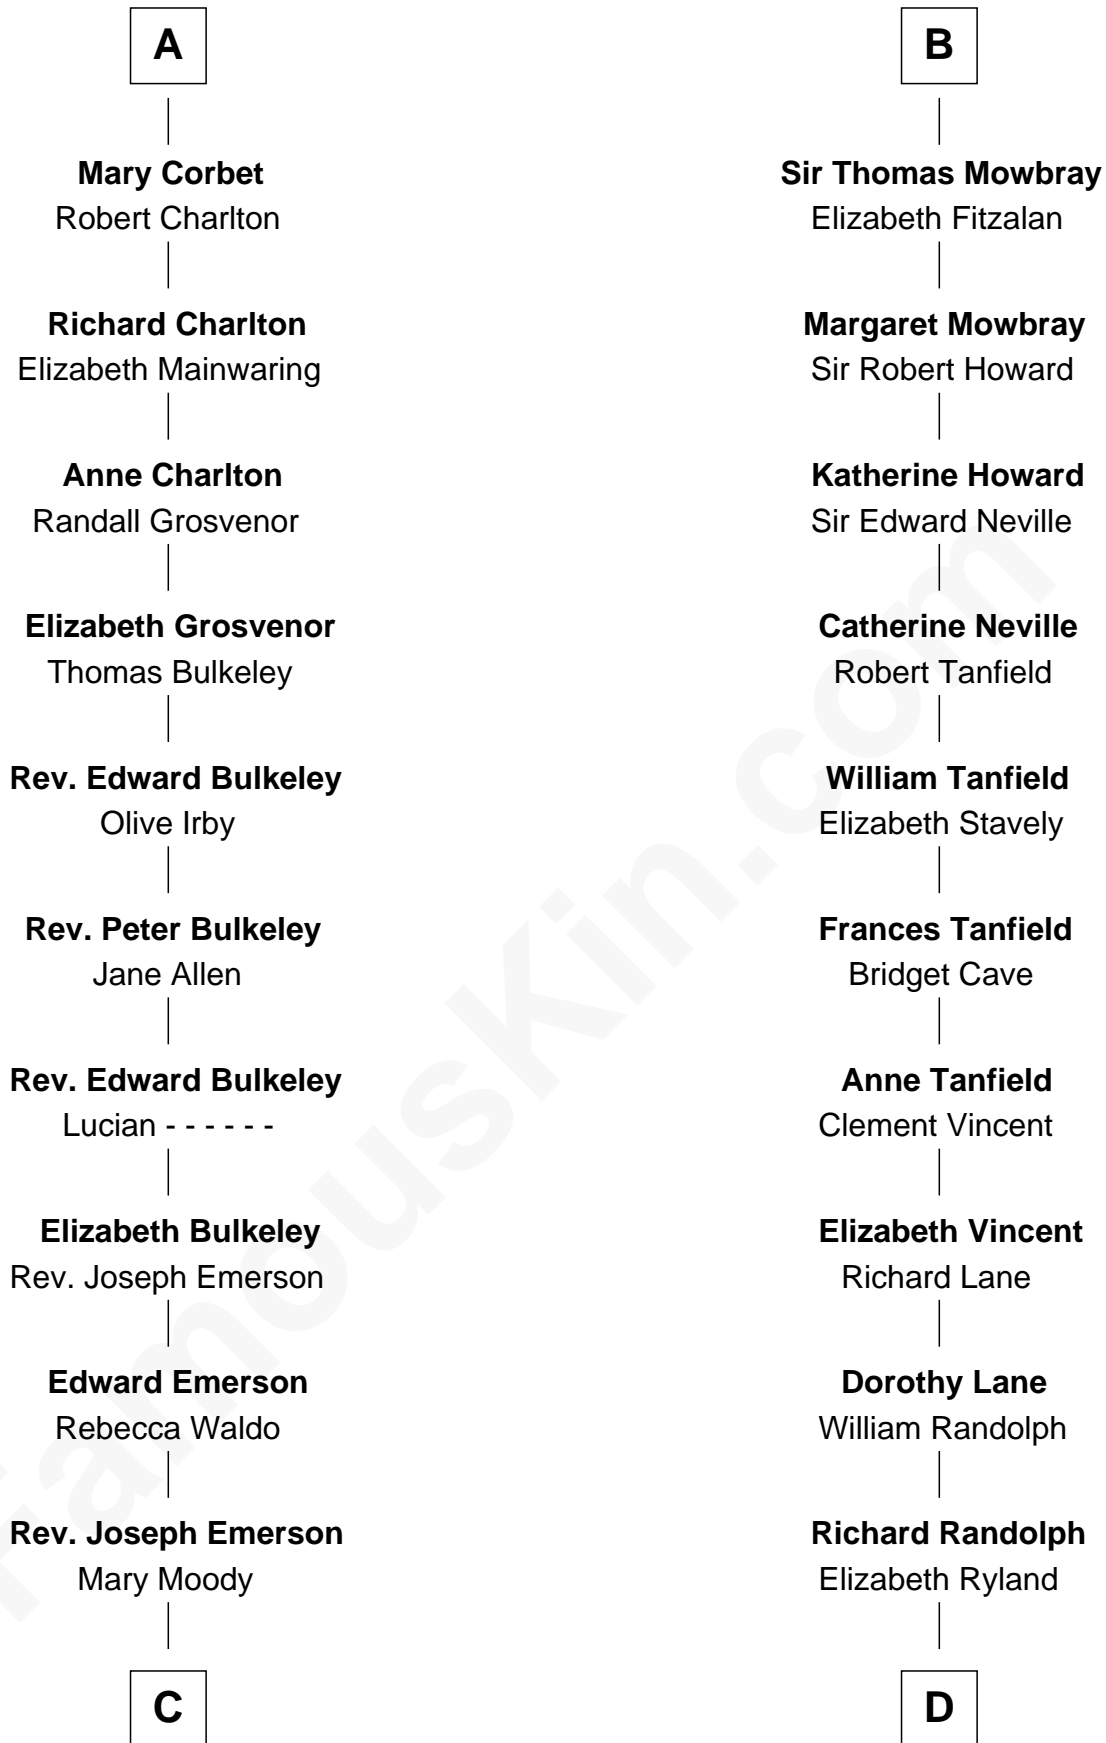 A
Mary Corbet
Robert Charlton
Richard Charlton
Elizabeth Mainwaring
Anne Charlton
Randall Grosvenor
Elizabeth Grosvenor
Thomas Bulkeley
Rev. Edward Bulkeley
Olive Irby
Rev. Peter Bulkeley
Jane Allen
Rev. Edward Bulkeley
Lucian - - - - - -
Elizabeth Bulkeley
Rev. Joseph Emerson
Edward Emerson
Rebecca Waldo
Rev. Joseph Emerson
Mary Moody
C
B
Sir Thomas Mowbray
Elizabeth Fitzalan
Margaret Mowbray
Sir Robert Howard
Katherine Howard
Sir Edward Neville
Catherine Neville
Robert Tanfield
William Tanfield
Elizabeth Stavely
Frances Tanfield
Bridget Cave
Anne Tanfield
Clement Vincent
Elizabeth Vincent
Richard Lane
Dorothy Lane
William Randolph
Richard Randolph
Elizabeth Ryland
D
FamousKin.com